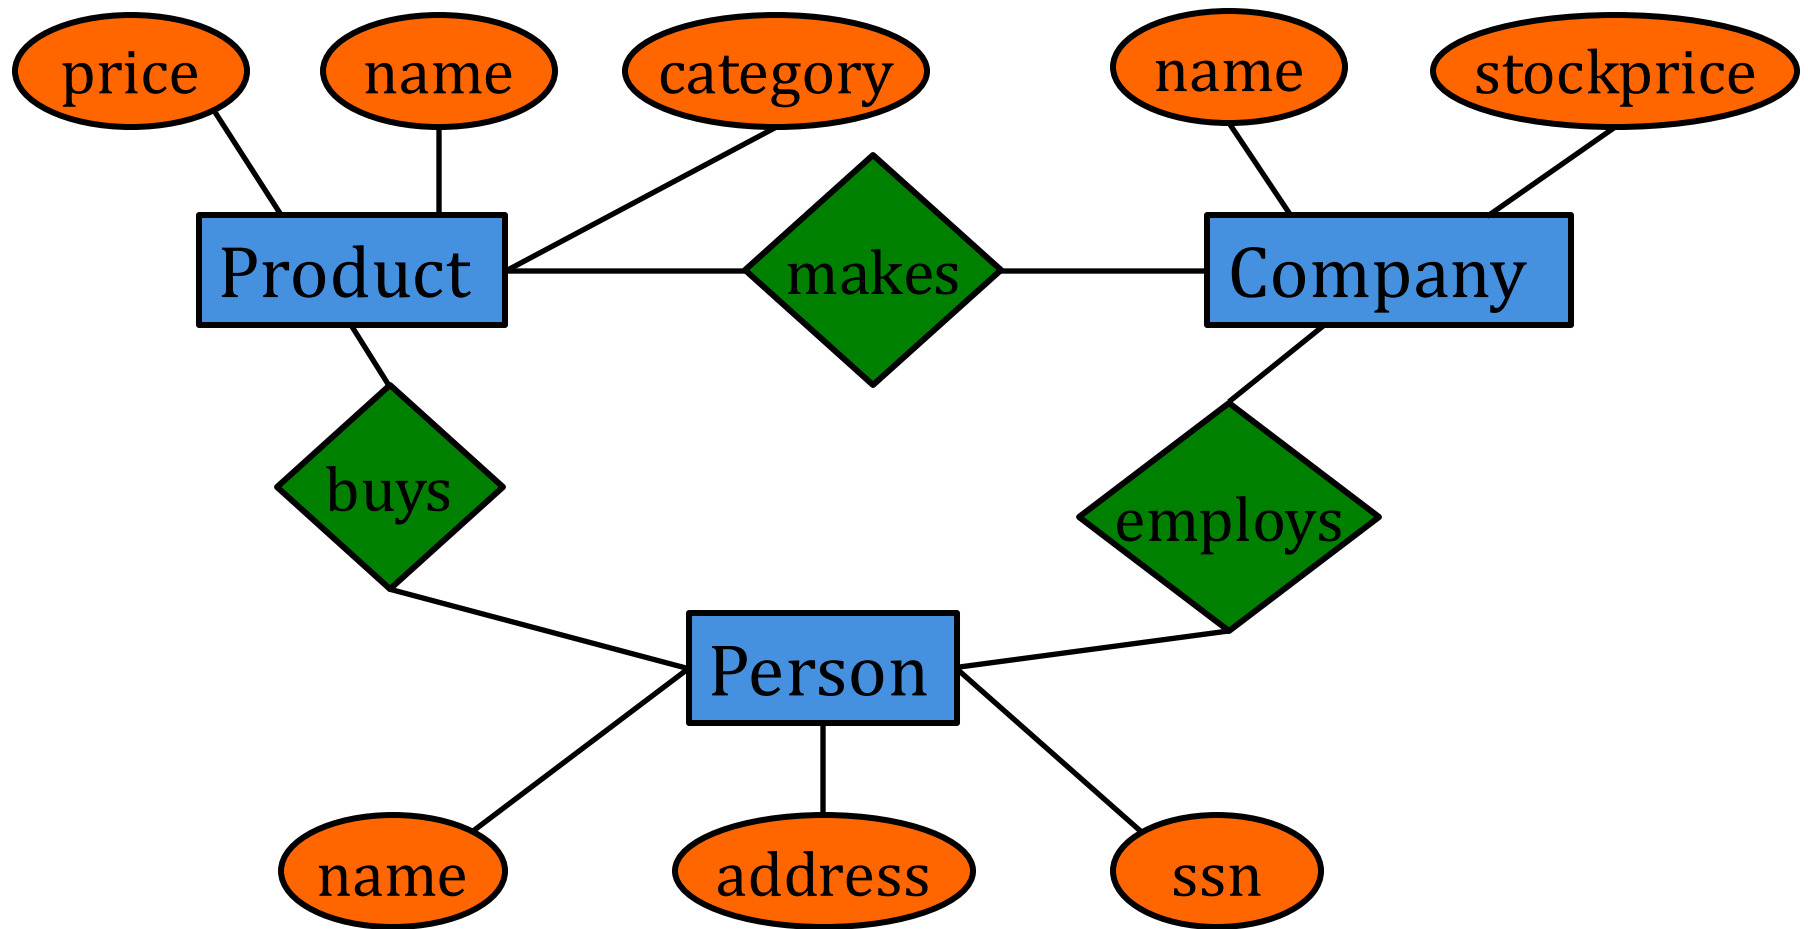 price
name
category
name
stockprice
Product
makes
Company
buys
employs
Person
name
address
ssn